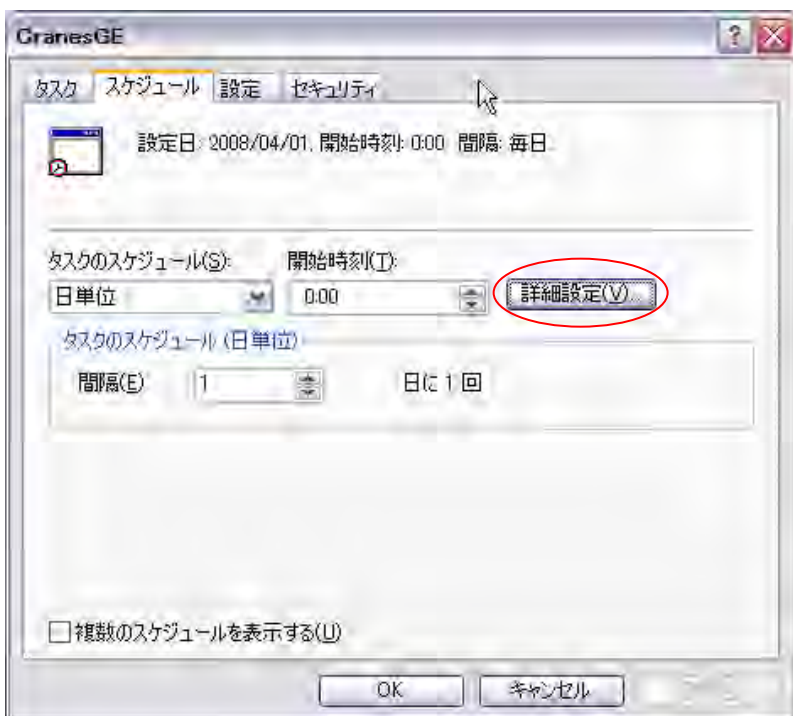 CranesGE
タスク スケジュール 設定 セキュリティ
設定日: 2008/04/01, 開始時刻: 0:00 間隔: 毎日
タスクのスケジュール(S): 開始時刻(T):
日単位 0:00 詳細設定(V)...
タスクのスケジュール (日単位)
間隔(E) 1 日に 1 回
複数のスケジュールを表示する(U)
OK キャンセル